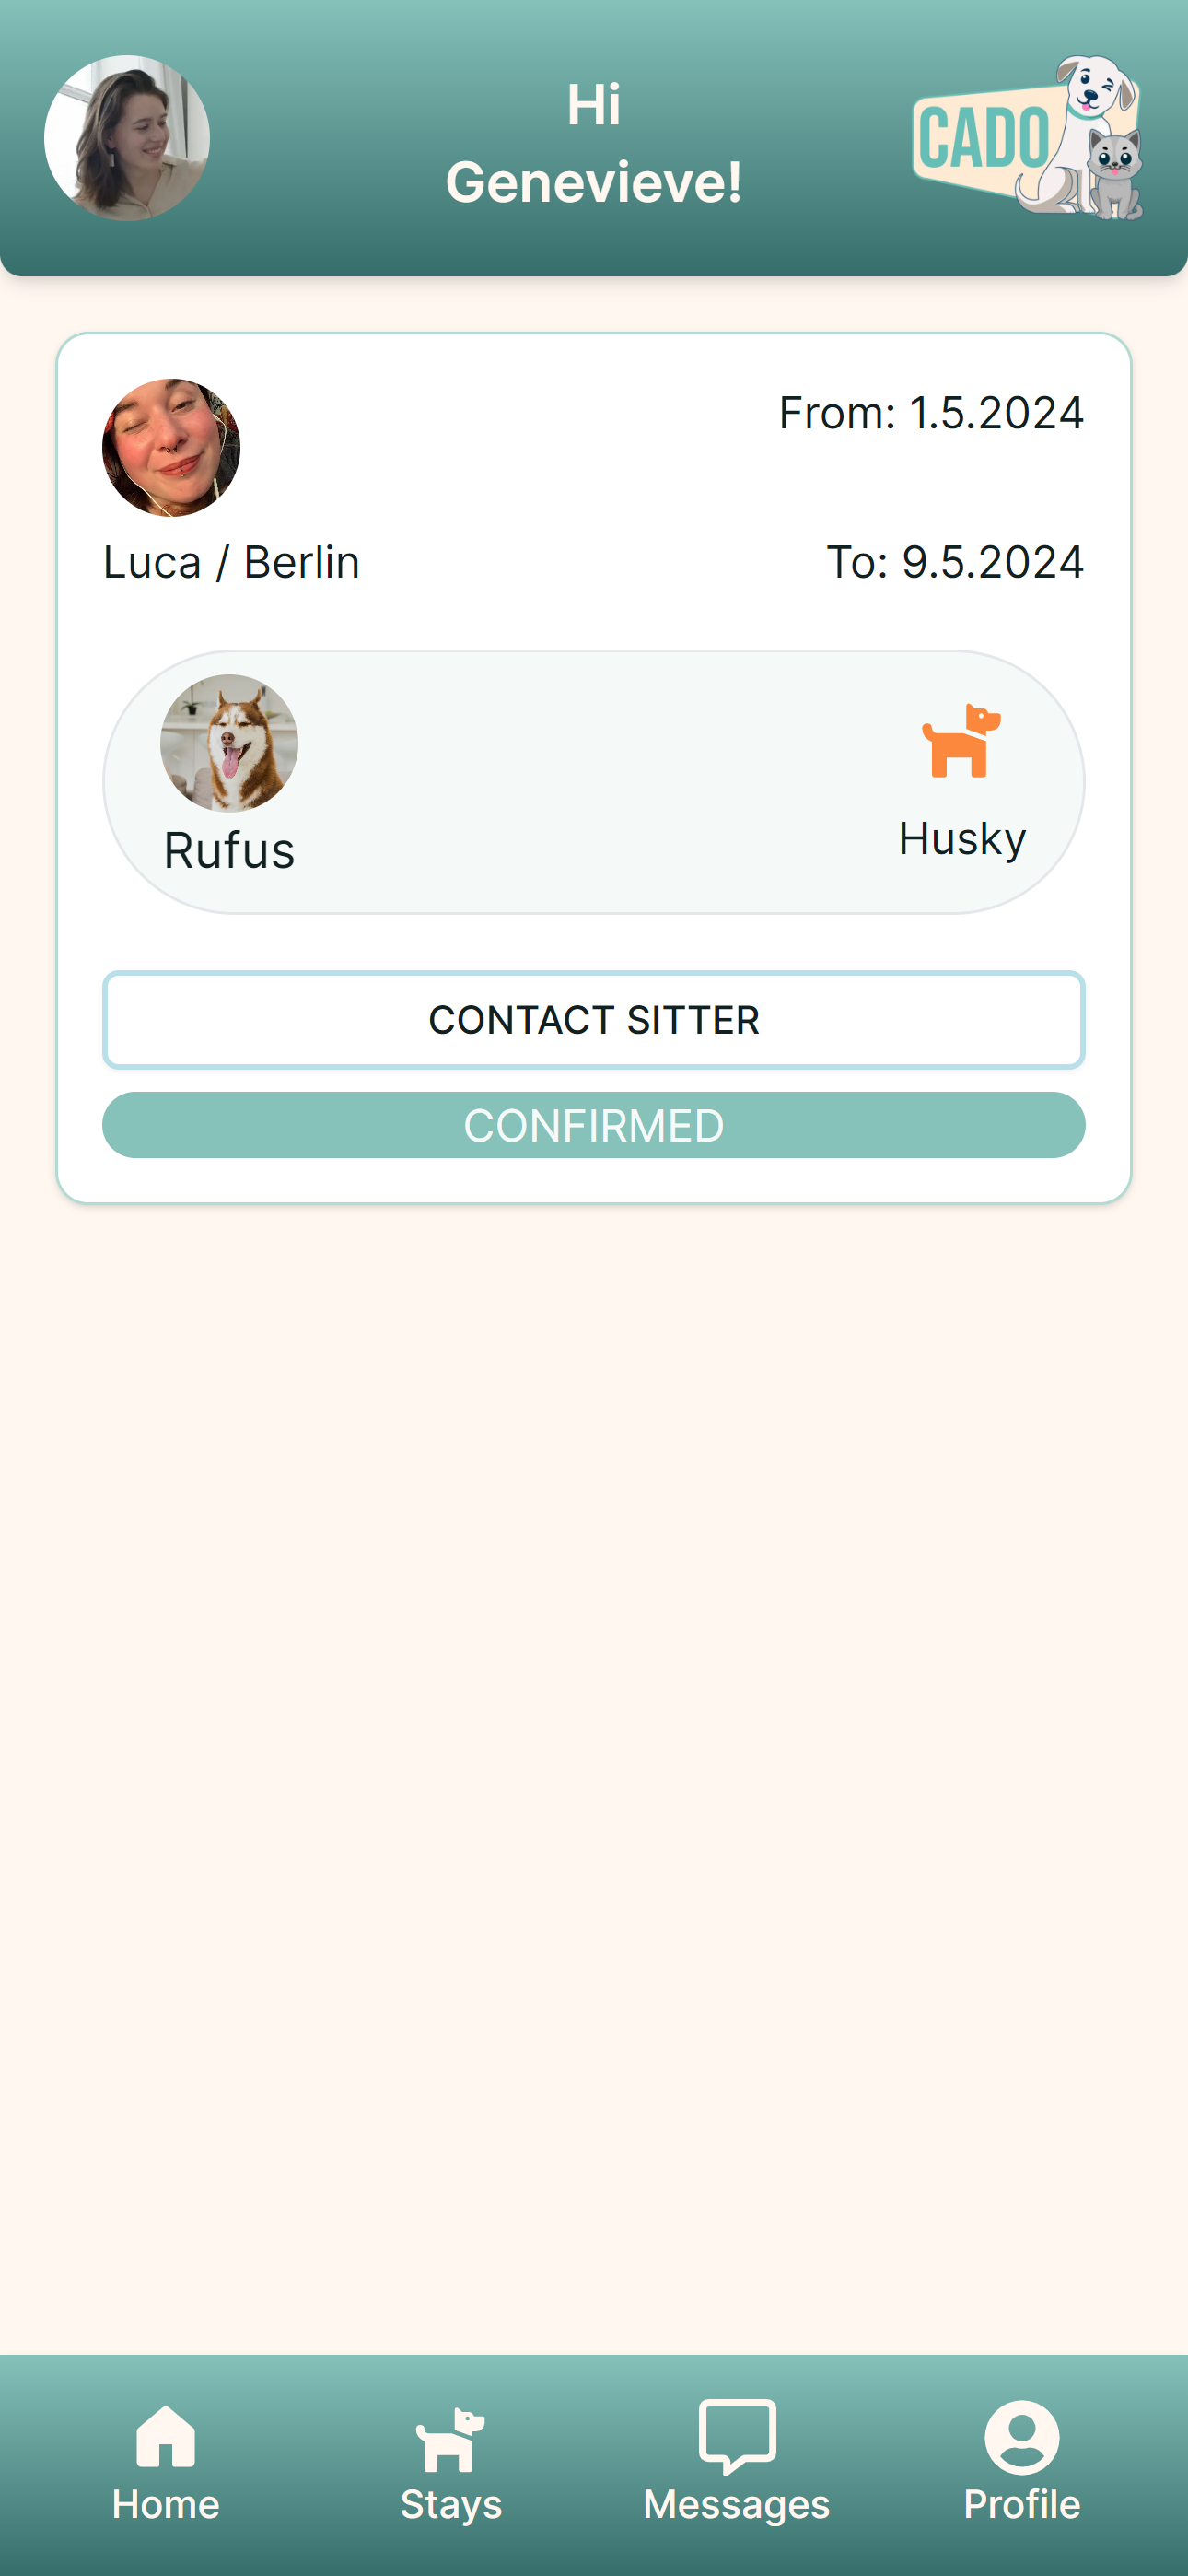 Hi
Genevieve!
CADO
From: 1.5.2024
Luca / Berlin
To: 9.5.2024
Rufus
Husky
CONTACT SITTER
CONFIRMED
Home
Stays
Messages
Profile